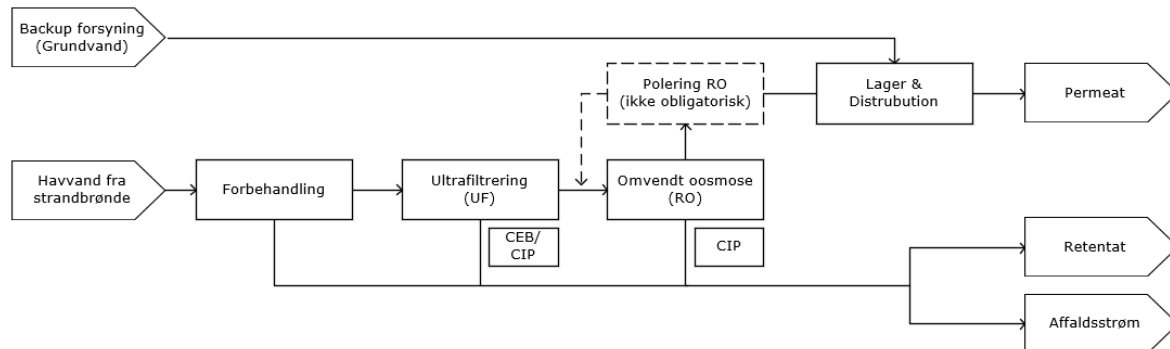 Backup forsyning
(Grundvand)
Polering RO
(ikke obligatorisk)
Lager &
Distrubution
Permeat
Havvand fra
strandbrønde
Forbehandling
Ultrafiltrering
(UF)
Omvendt oosmose
(RO)
CEB/
CIP
CIP
Retentat
Affaldsstrøm